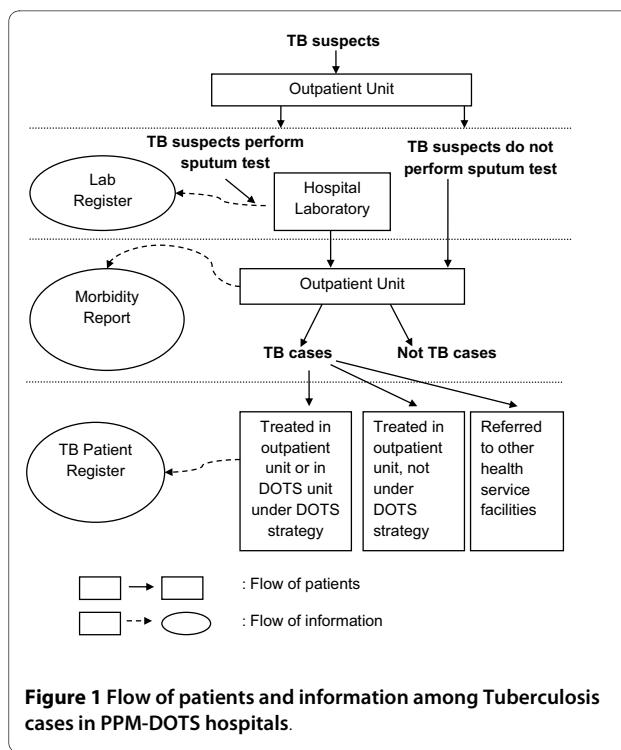 TB suspects
Outpatient Unit
TB suspects perform
sputum test
TB suspects do not
perform sputum test
Lab
Register
Hospital
Laboratory
Morbidity
Report
Outpatient Unit
TB cases
Not TB cases
TB Patient
Register
Treated in
outpatient
unit or in
DOTS unit
under DOTS
strategy
Treated in
outpatient
unit, not
under
DOTS
strategy
Referred to
other
health
service
facilities
: Flow of patients
: Flow of information
Figure 1 Flow of patients and information among Tuberculosis
cases in PPM-DOTS hospitals.